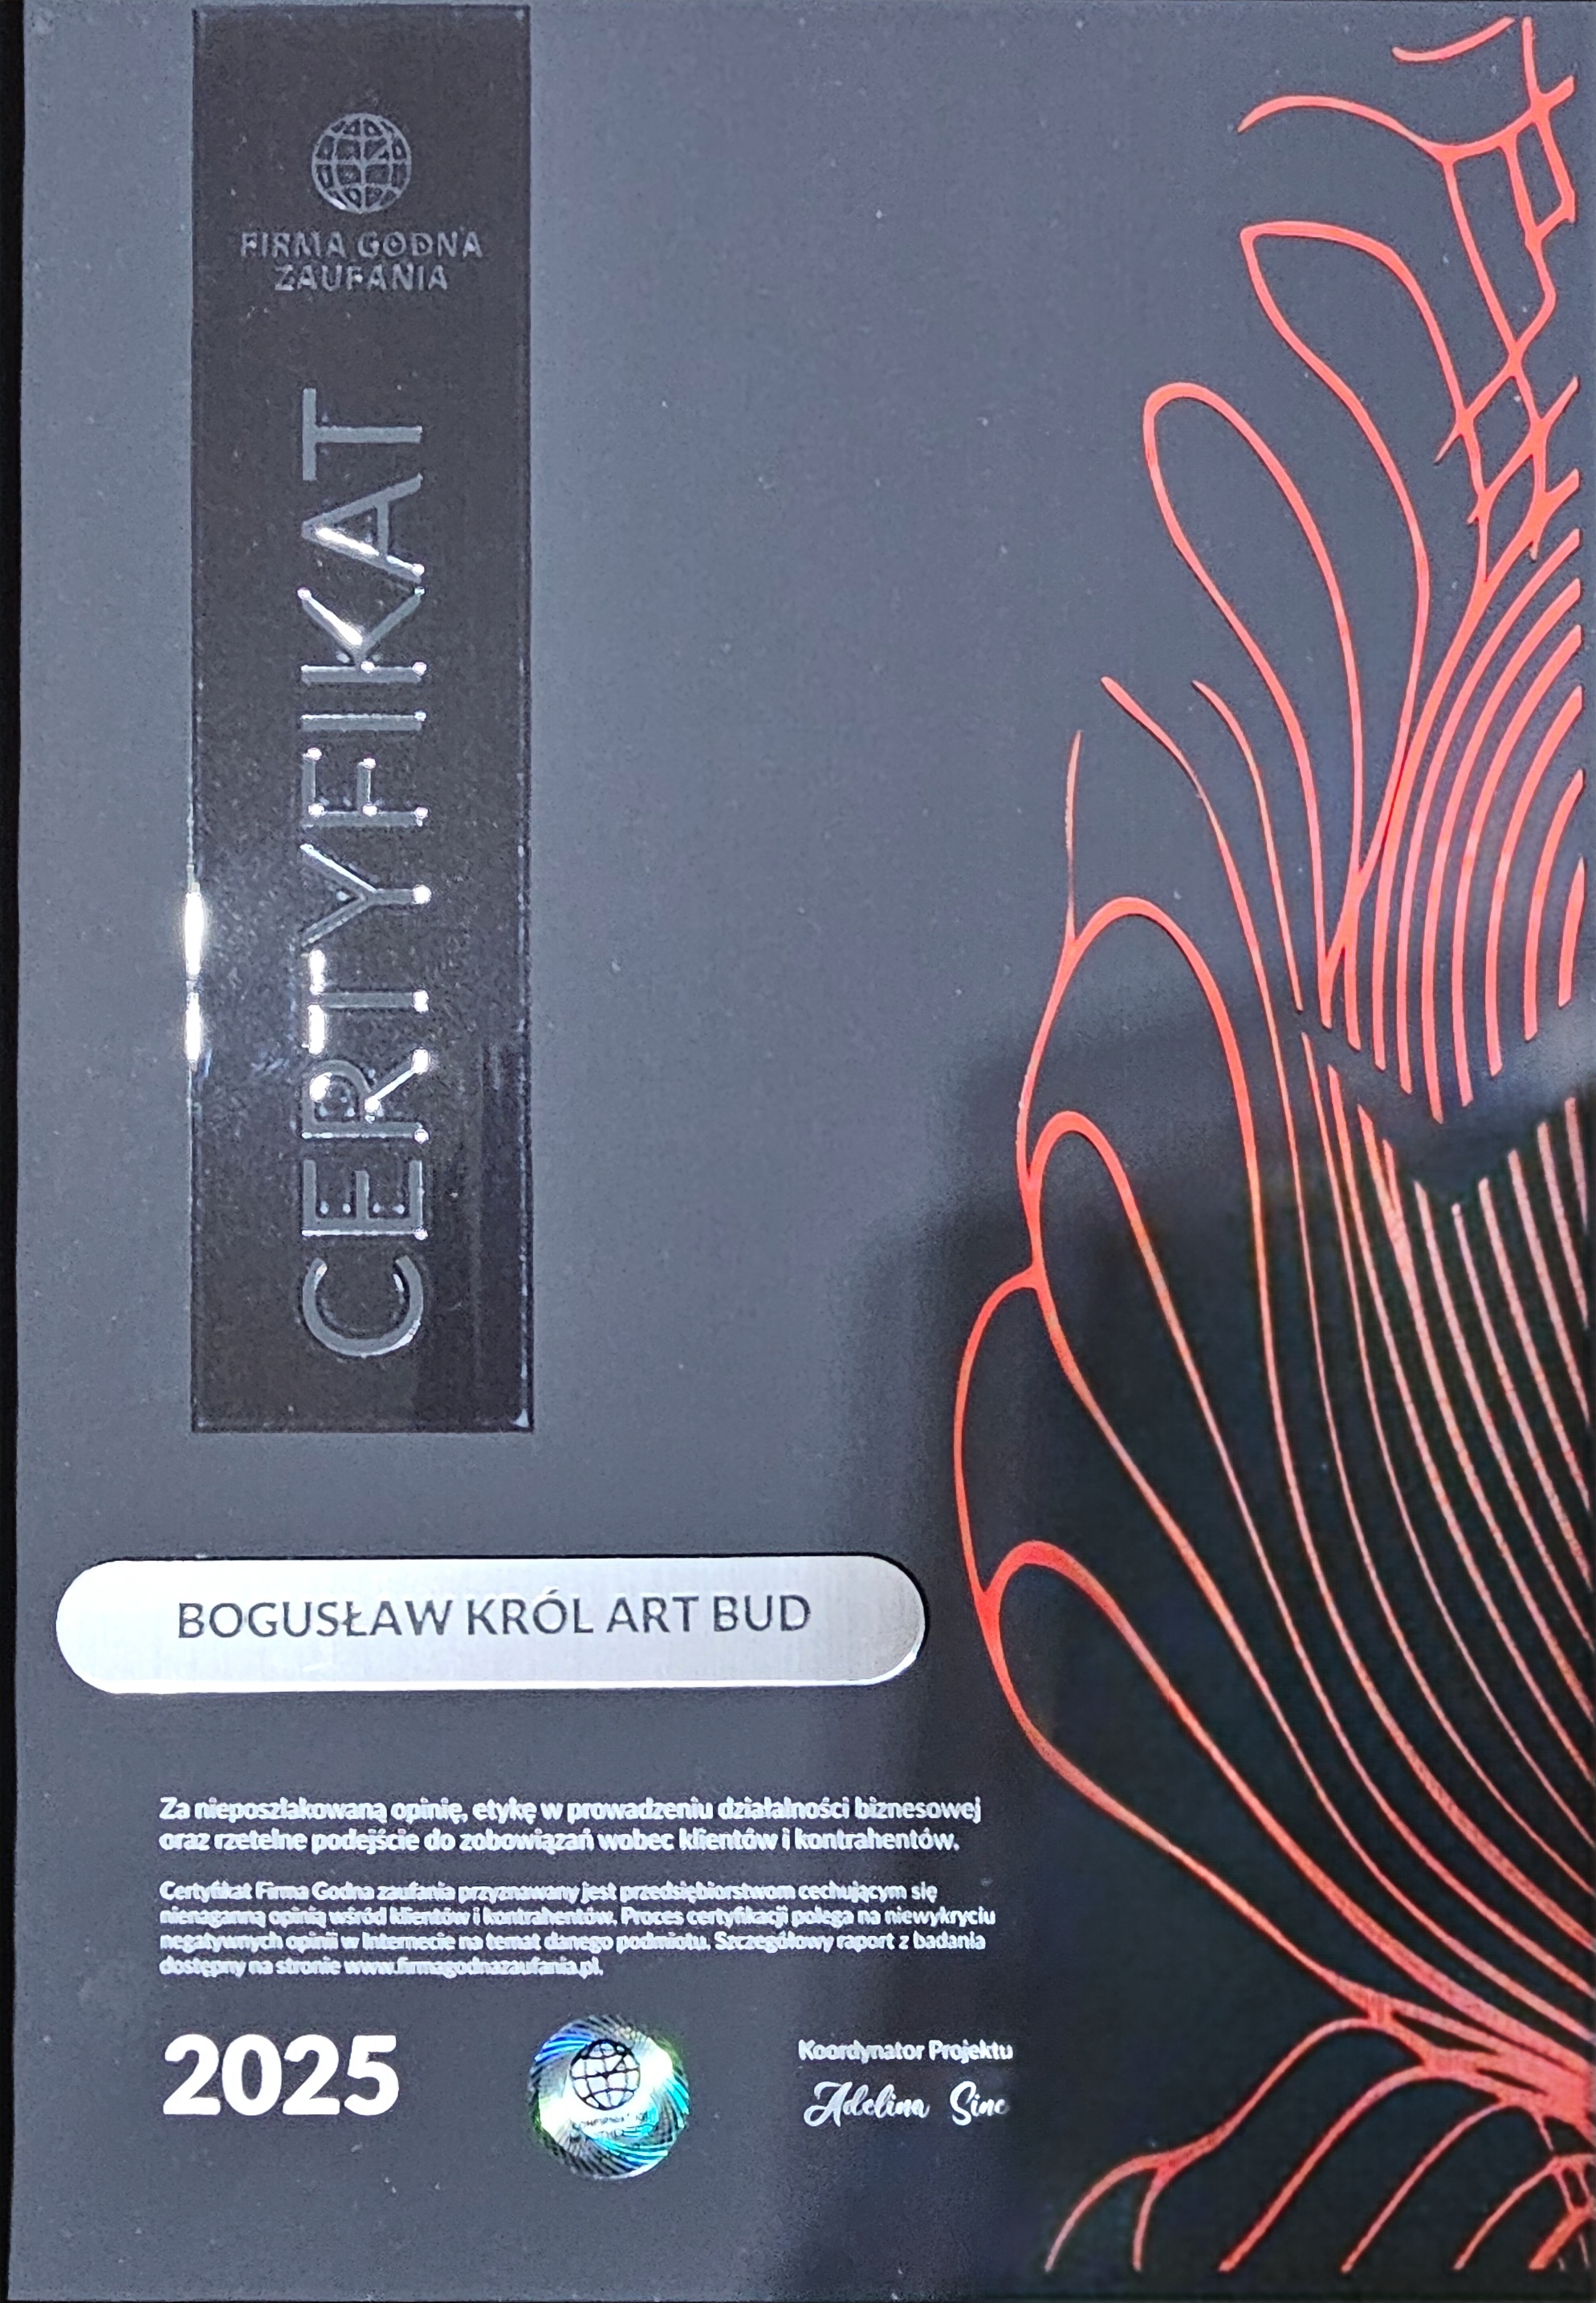 FIRMA GODNA
ZAUFANIA
CERTYFIKAT
BOGUSŁAW KRÓL ART BUD
Za nieposzlakowaną opinię, etykę w prowadzeniu działalności biznesowej
oraz rzetelne podejście do zobowiązań wobec klientów i kontrahentów.
Certyfikat Firma Godna zaufania przyznawany jest przedsiębiorstwom cechującym się
nienaganną opinią wśród klientów i kontrahentów. Proces certyfikacji polega na niewykryciu
negatywnych opinii w Internecie na temat danego podmiotu. Szczegółowy raport z badania
dostępny na stronie www.firmagodnazaufania.pl.
2025
Koordynator Projektu
Adelina Sinc